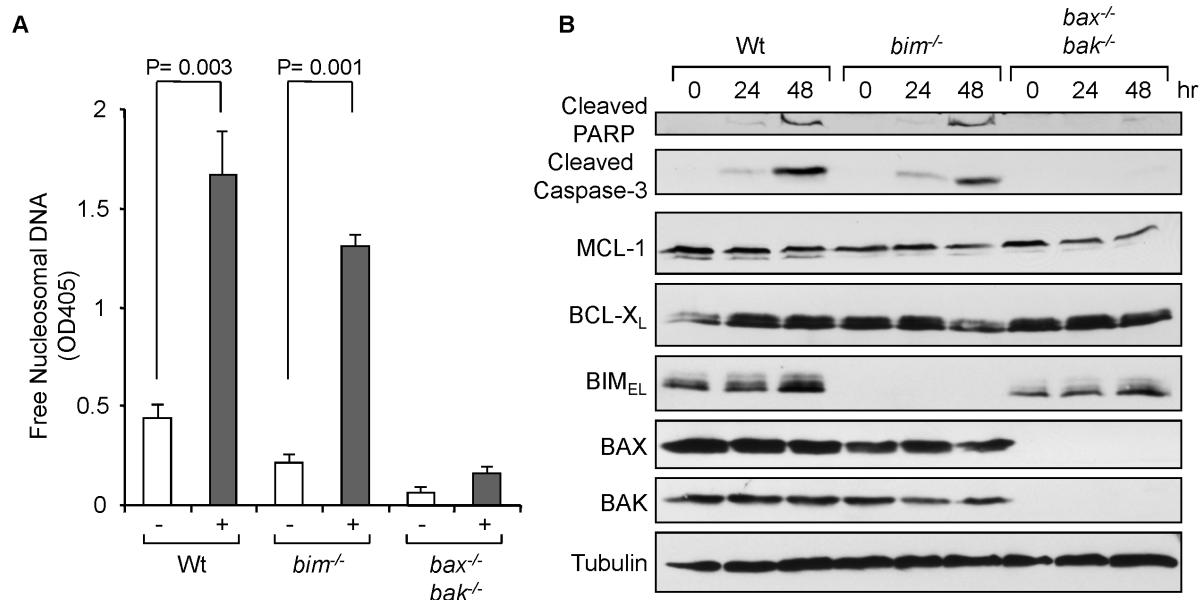 A
P= 0.003 P= 0.001
2
1.5
1
0.5
0
Free Nucleosomal DNA
(OD405)
- + - + - +
Wt bim-/- bax-/-
bak-/-
B
Wt bim-/- bax-/-
bak-/-
0 24 48 0 24 48 0 24 48 hr
Cleaved
PARP
Cleaved
Caspase-3
MCL-1
BCL-XL
BIMEL
BAX
BAK
Tubulin